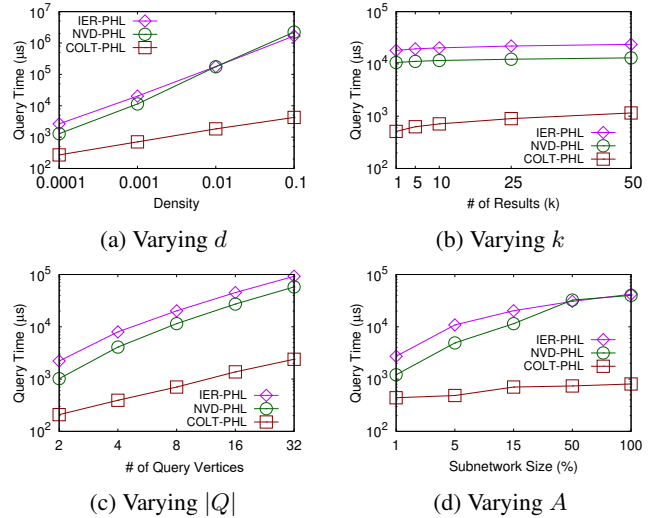 10^7
10^6
10^5
10^4
10^3
10^2
Query Time (μs)
IER-PHL
NVD-PHL
COLT-PHL
0.0001 0.001 0.01 0.1
Density
(a) Varying d
10^5
10^4
10^3
10^2
Query Time (μs)
IER-PHL
NVD-PHL
COLT-PHL
1 5 10 25 50
# of Results (k)
(b) Varying k
10^5
10^4
10^3
10^2
Query Time (μs)
IER-PHL
NVD-PHL
COLT-PHL
2 4 8 16 32
# of Query Vertices
(c) Varying |Q|
10^5
10^4
10^3
10^2
Query Time (μs)
IER-PHL
NVD-PHL
COLT-PHL
1 5 15 50 100
Subnetwork Size (%)
(d) Varying A